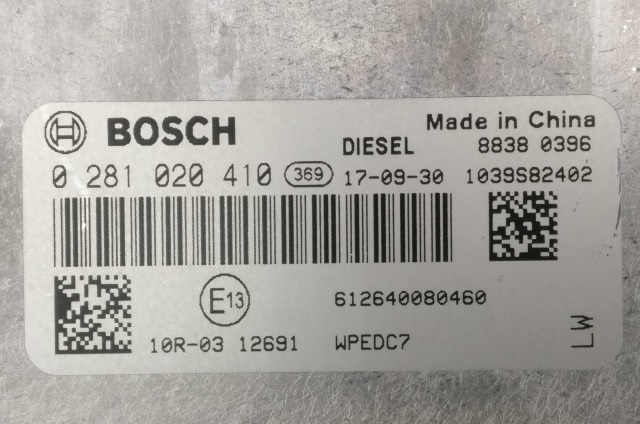 BOSCH
DIESEL
Made in China
8838 0396
0 281 020 410 369 17-09-30 1039S82402
E13
612640080460
10R-03 12691 WPEDC7
LW